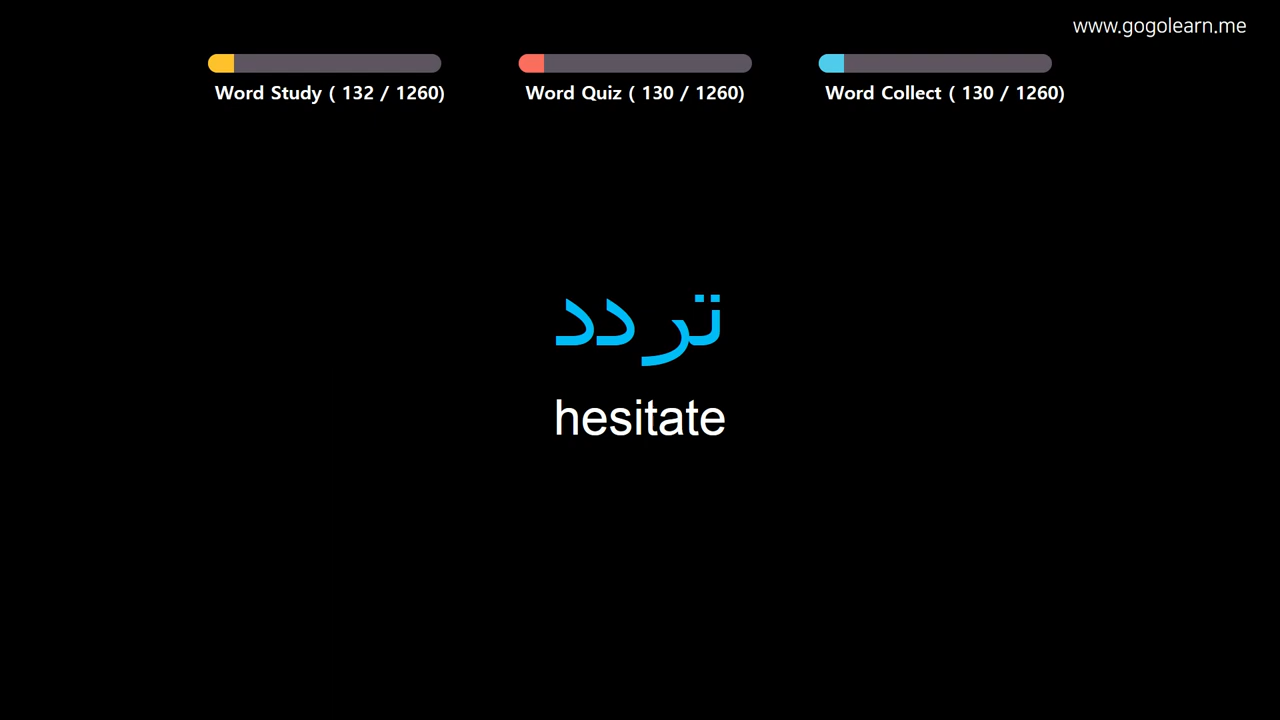 www.gogolearn.me
Word Study ( 132 / 1260)
Word Quiz ( 130 / 1260)
Word Collect ( 130 / 1260)
تردد
hesitate